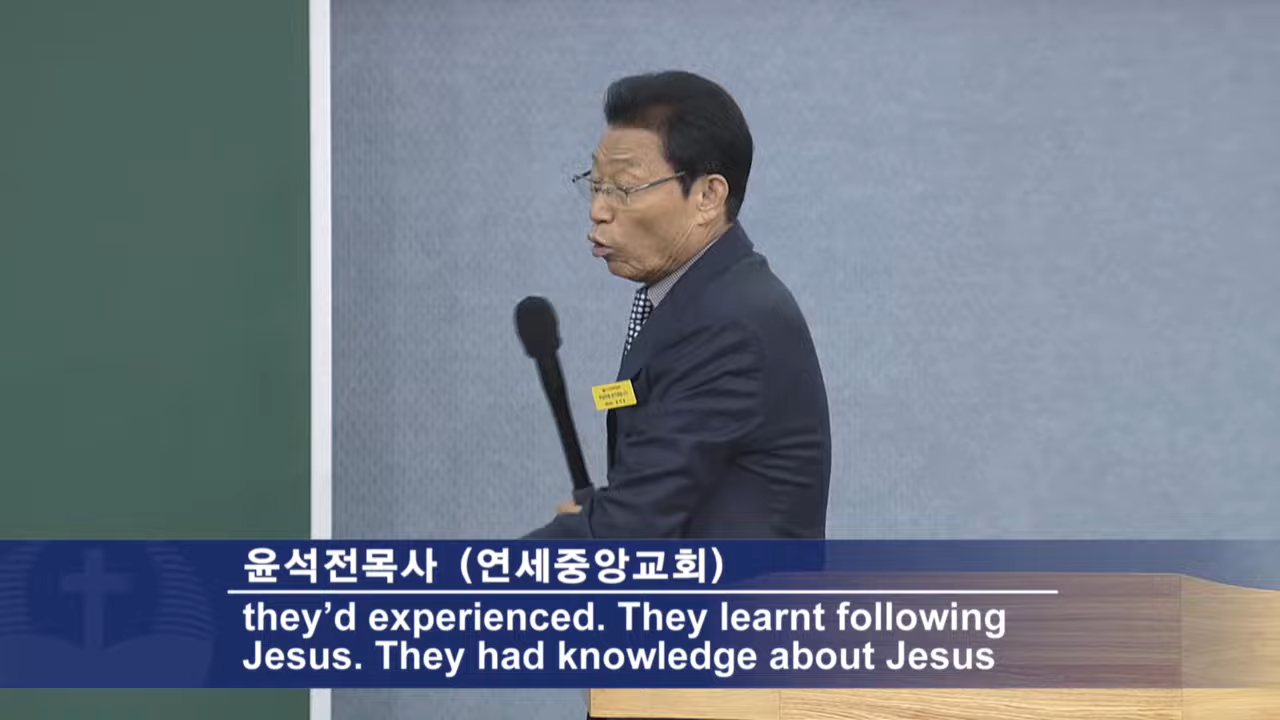 윤석전목사 (연세중앙교회)
they’d experienced. They learnt following
Jesus. They had knowledge about Jesus